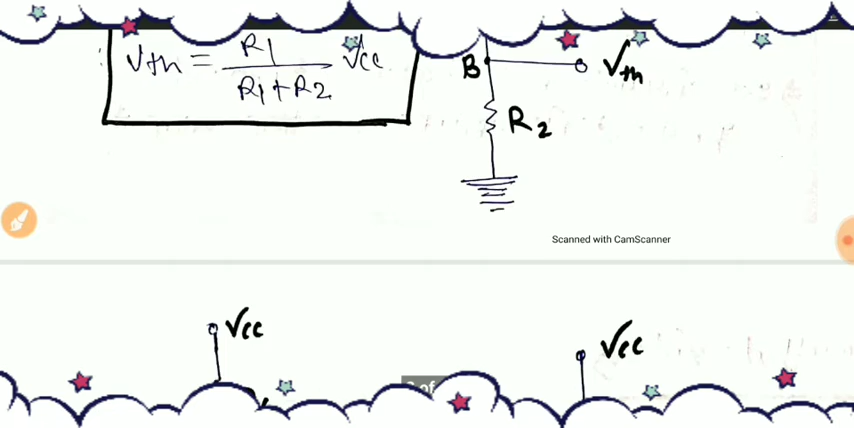 Vth = R1 / R1+R2 Vcc
B
Vth
R2
Scanned with CamScanner
Vcc
Vcc